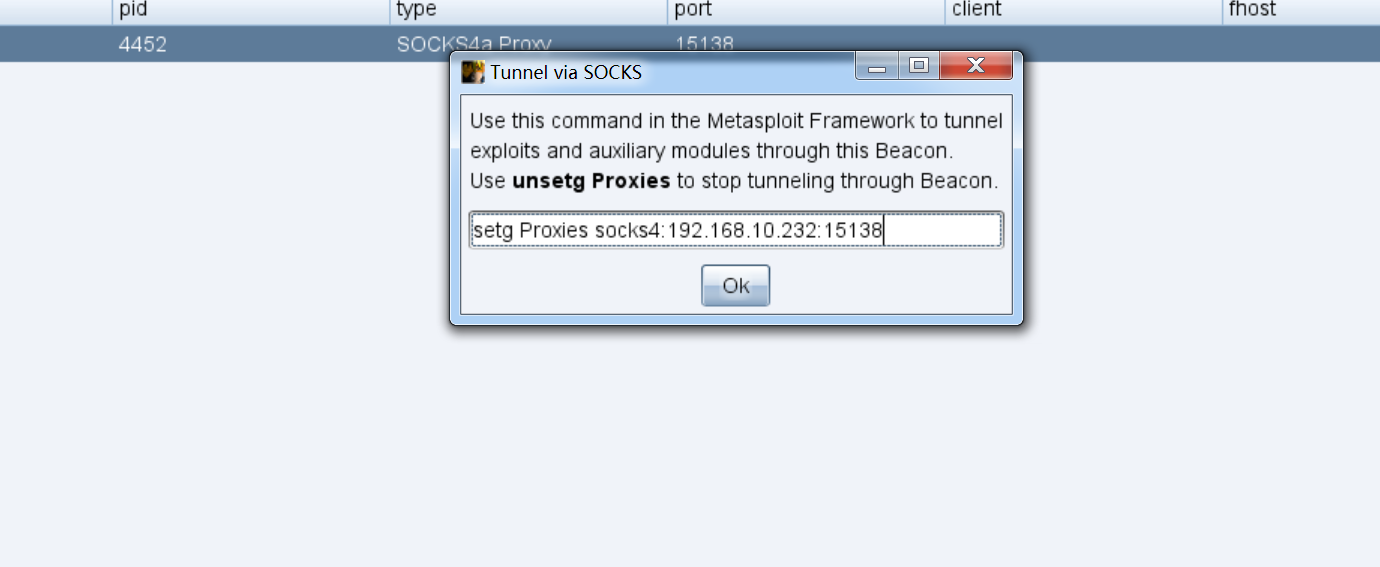 pid type port client fhost
4452 SOCKS4a Proxy 15138
Tunnel via SOCKS
Use this command in the Metasploit Framework to tunnel
exploits and auxiliary modules through this Beacon.
Use unsetg Proxies to stop tunneling through Beacon.
setg Proxies socks4:192.168.10.232:15138
Ok